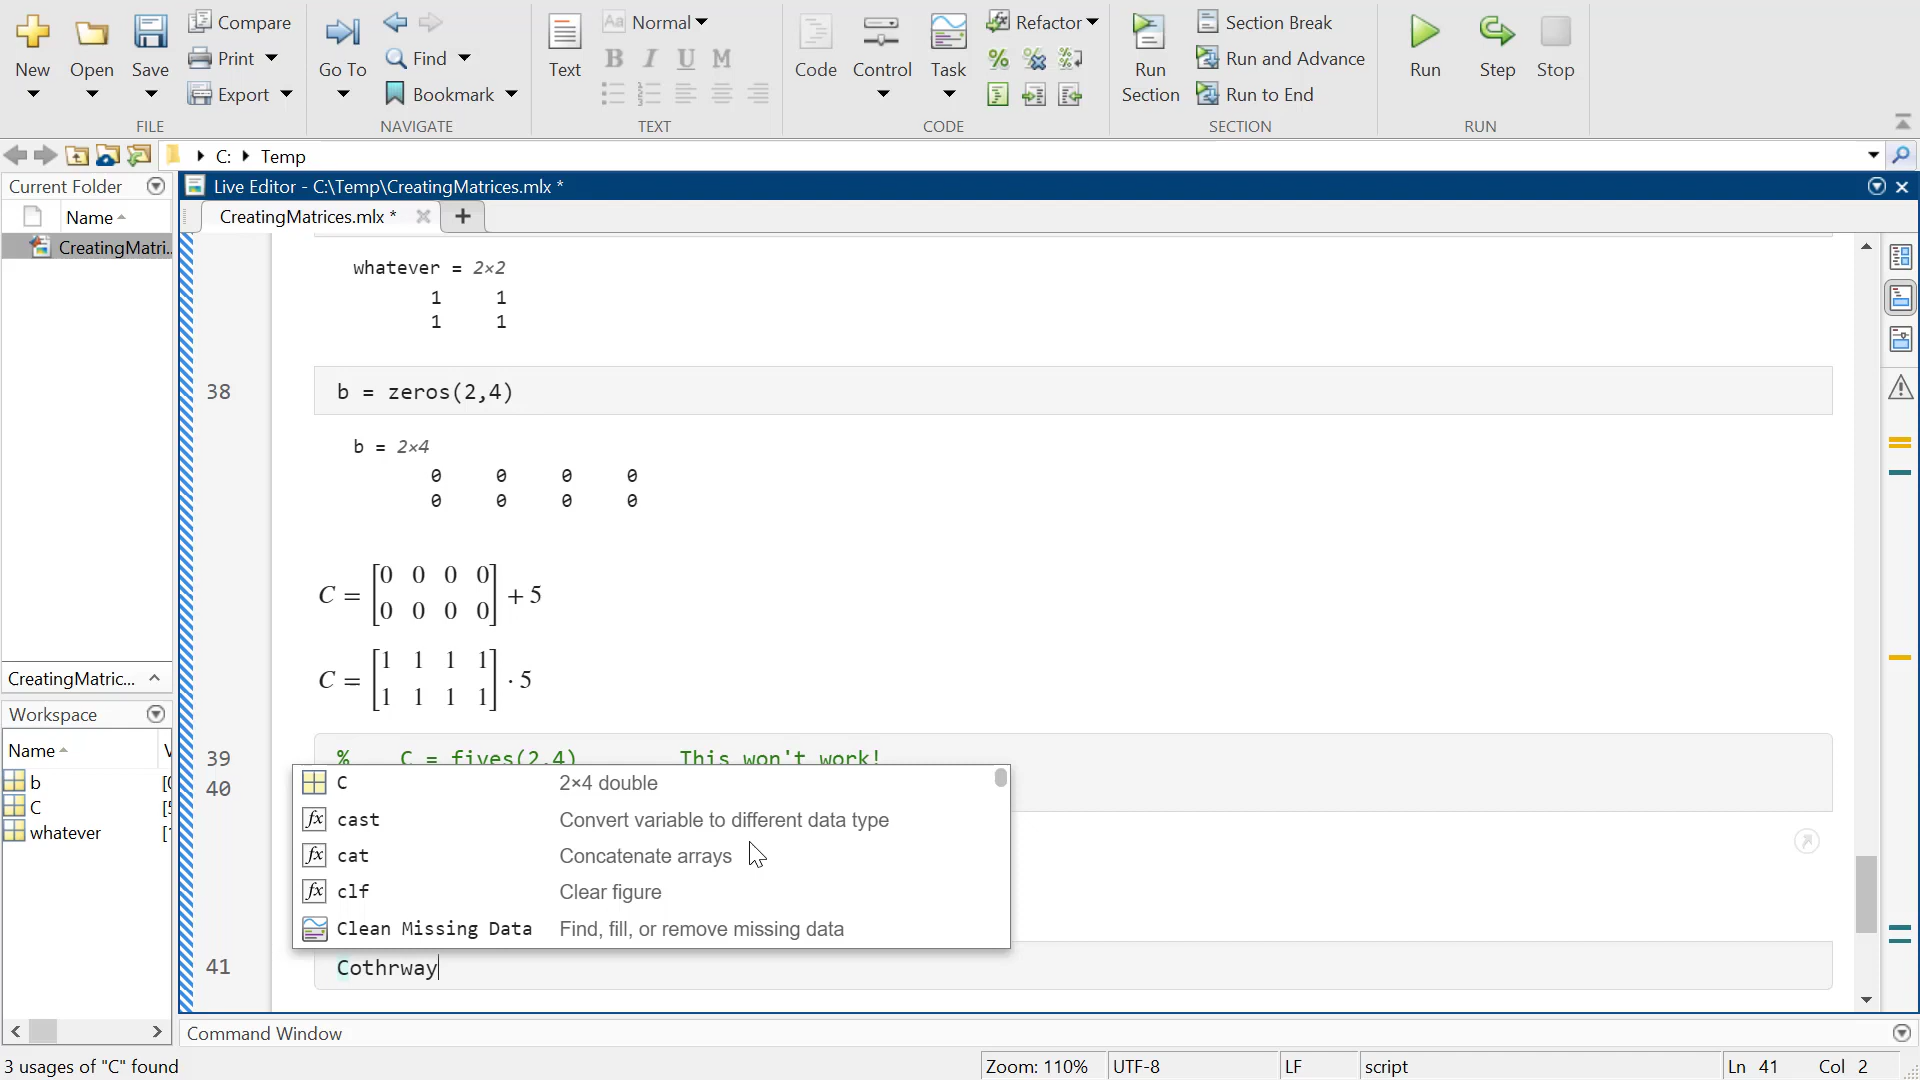 New
Open
Save
Compare
Print
Export
FILE
Go To
Find
Bookmark
NAVIGATE
Text
Aa Normal
B I U M
TEXT
Code
Control
Task
Refactor
CODE
Run
Section
Section Break
Run and Advance
Run to End
SECTION
Run
Step
Stop
RUN
C: Temp
Current Folder
Name
CreatingMatri..
CreatingMatric...
Workspace
Name
b
C
whatever
Live Editor - C:\Temp\CreatingMatrices.mlx *
CreatingMatrices.mlx *
whatever = 2×2
1 1
1 1
38 b = zeros(2,4)
b = 2×4
0 0 0 0
0 0 0 0
C = [0 0 0 0
0 0 0 0] + 5
C = [1 1 1 1
1 1 1 1] · 5
39 % C = fives(2,4) This won't work!
40
C 2×4 double
fx cast Convert variable to different data type
fx cat Concatenate arrays
fx clf Clear figure
Clean Missing Data Find, fill, or remove missing data
41 Cothrway
Command Window
3 usages of "C" found
Zoom: 110% UTF-8 LF script Ln 41 Col 2